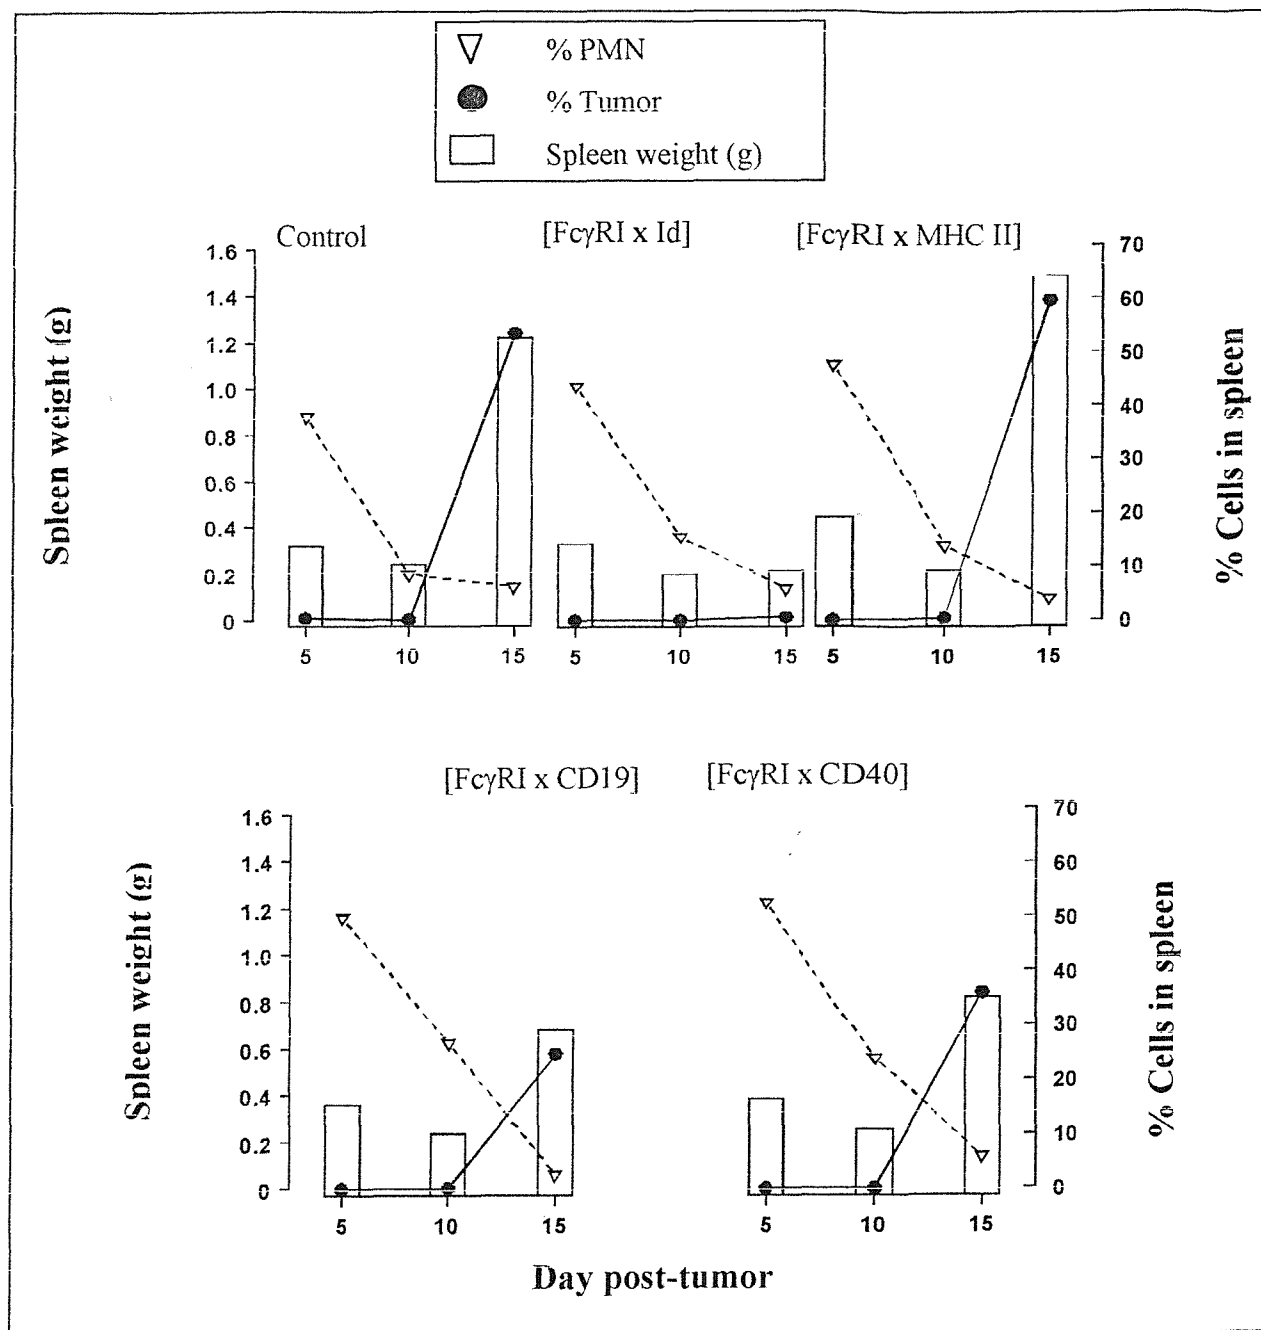 % PMN
% Tumor
Spleen weight (g)
Control
[FcγRI x Id]
[FcγRI x MHC II]
1.6
1.4
1.2
1.0
0.8
0.6
0.4
0.2
0
Spleen weight (g)
70
60
50
40
30
20
10
0
% Cells in spleen
5 10 15
5 10 15
5 10 15
[FcγRI x CD19]
[FcγRI x CD40]
1.6
1.4
1.2
1.0
0.8
0.6
0.4
0.2
0
Spleen weight (g)
70
60
50
40
30
20
10
0
% Cells in spleen
5 10 15
5 10 15
Day post-tumor